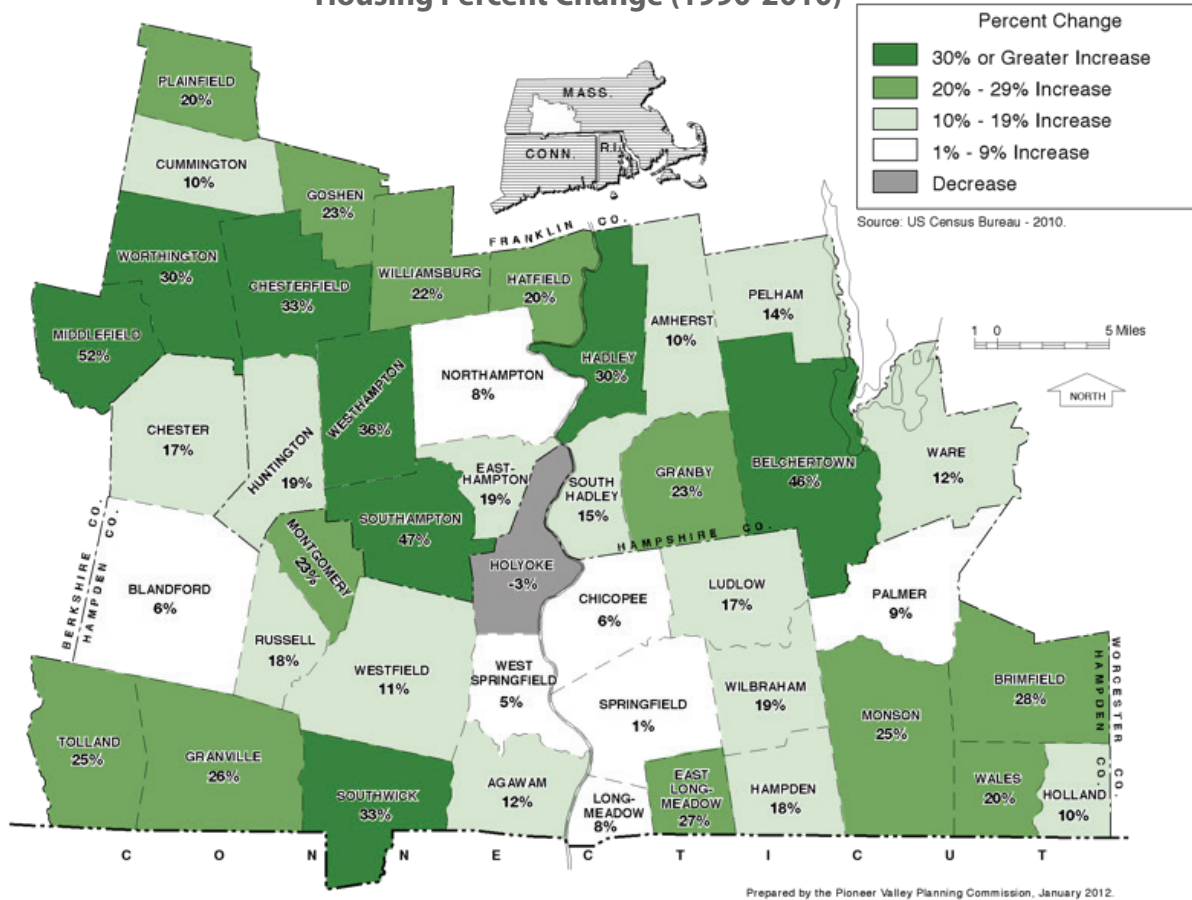 Housing Percent Change (1990-2010)
Percent Change
30% or Greater Increase
20% - 29% Increase
10% - 19% Increase
1% - 9% Increase
Decrease
Source: US Census Bureau - 2010.
MASS.
CONN.
R.I.
PLAINFIELD
20%
CUMMINGTON
10%
GOSHEN
23%
FRANKLIN CO.
WORTHINGTON
30%
CHESTERFIELD
33%
WILLIAMSBURG
22%
HATFIELD
20%
PELHAM
14%
AMHERST
10%
MIDDLEFIELD
52%
HADLEY
30%
NORTHAMPTON
8%
1 0 5 Miles
NORTH
CHESTER
17%
HUNTINGTON
19%
WESTHAMPTON
36%
EAST-
HAMPTON
19%
SOUTH
HADLEY
15%
GRANBY
23%
BELCHERTOWN
46%
WARE
12%
SOUTHAMPTON
47%
MONTGOMERY
23%
HAMPSHIRE CO.
BERKSHIRE CO.
HAMPDEN CO.
BLANDFORD
6%
HOLYOKE
-3%
CHICOPEE
6%
LUDLOW
17%
PALMER
9%
RUSSELL
18%
WESTFIELD
11%
WEST
SPRINGFIELD
5%
SPRINGFIELD
1%
WILBRAHAM
19%
MONSON
25%
BRIMFIELD
28%
HAMPDEN CO.
WORCESTER CO.
TOLLAND
25%
GRANVILLE
26%
SOUTHWICK
33%
AGAWAM
12%
LONG-
MEADOW
8%
EAST
LONG-
MEADOW
27%
HAMPDEN
18%
WALES
20%
HOLLAND
10%
CONNECTICUT
Prepared by the Pioneer Valley Planning Commission, January 2012.